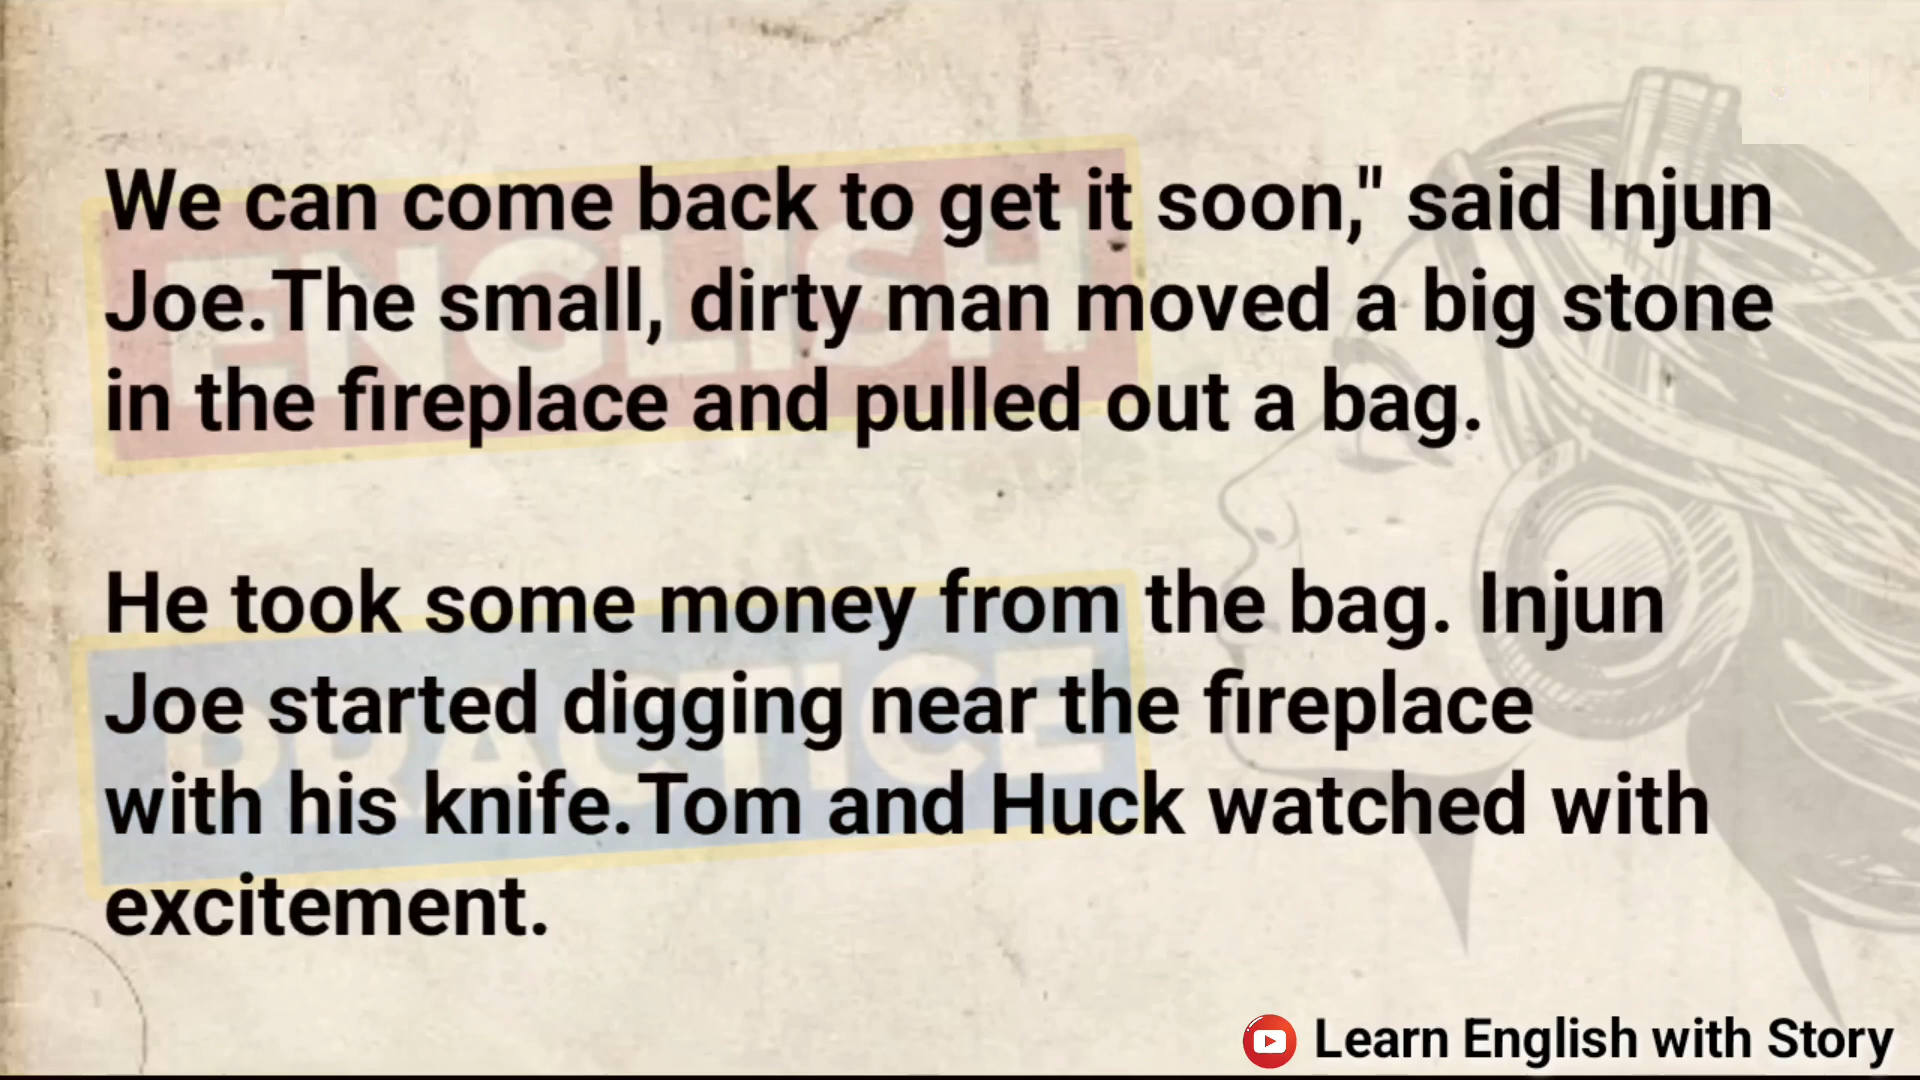 We can come back to get it soon," said Injun
Joe.The small, dirty man moved a big stone
in the fireplace and pulled out a bag.
He took some money from the bag. Injun
Joe started digging near the fireplace
with his knife.Tom and Huck watched with
excitement.
ENGLISH
PRACTICE
Learn English with Story